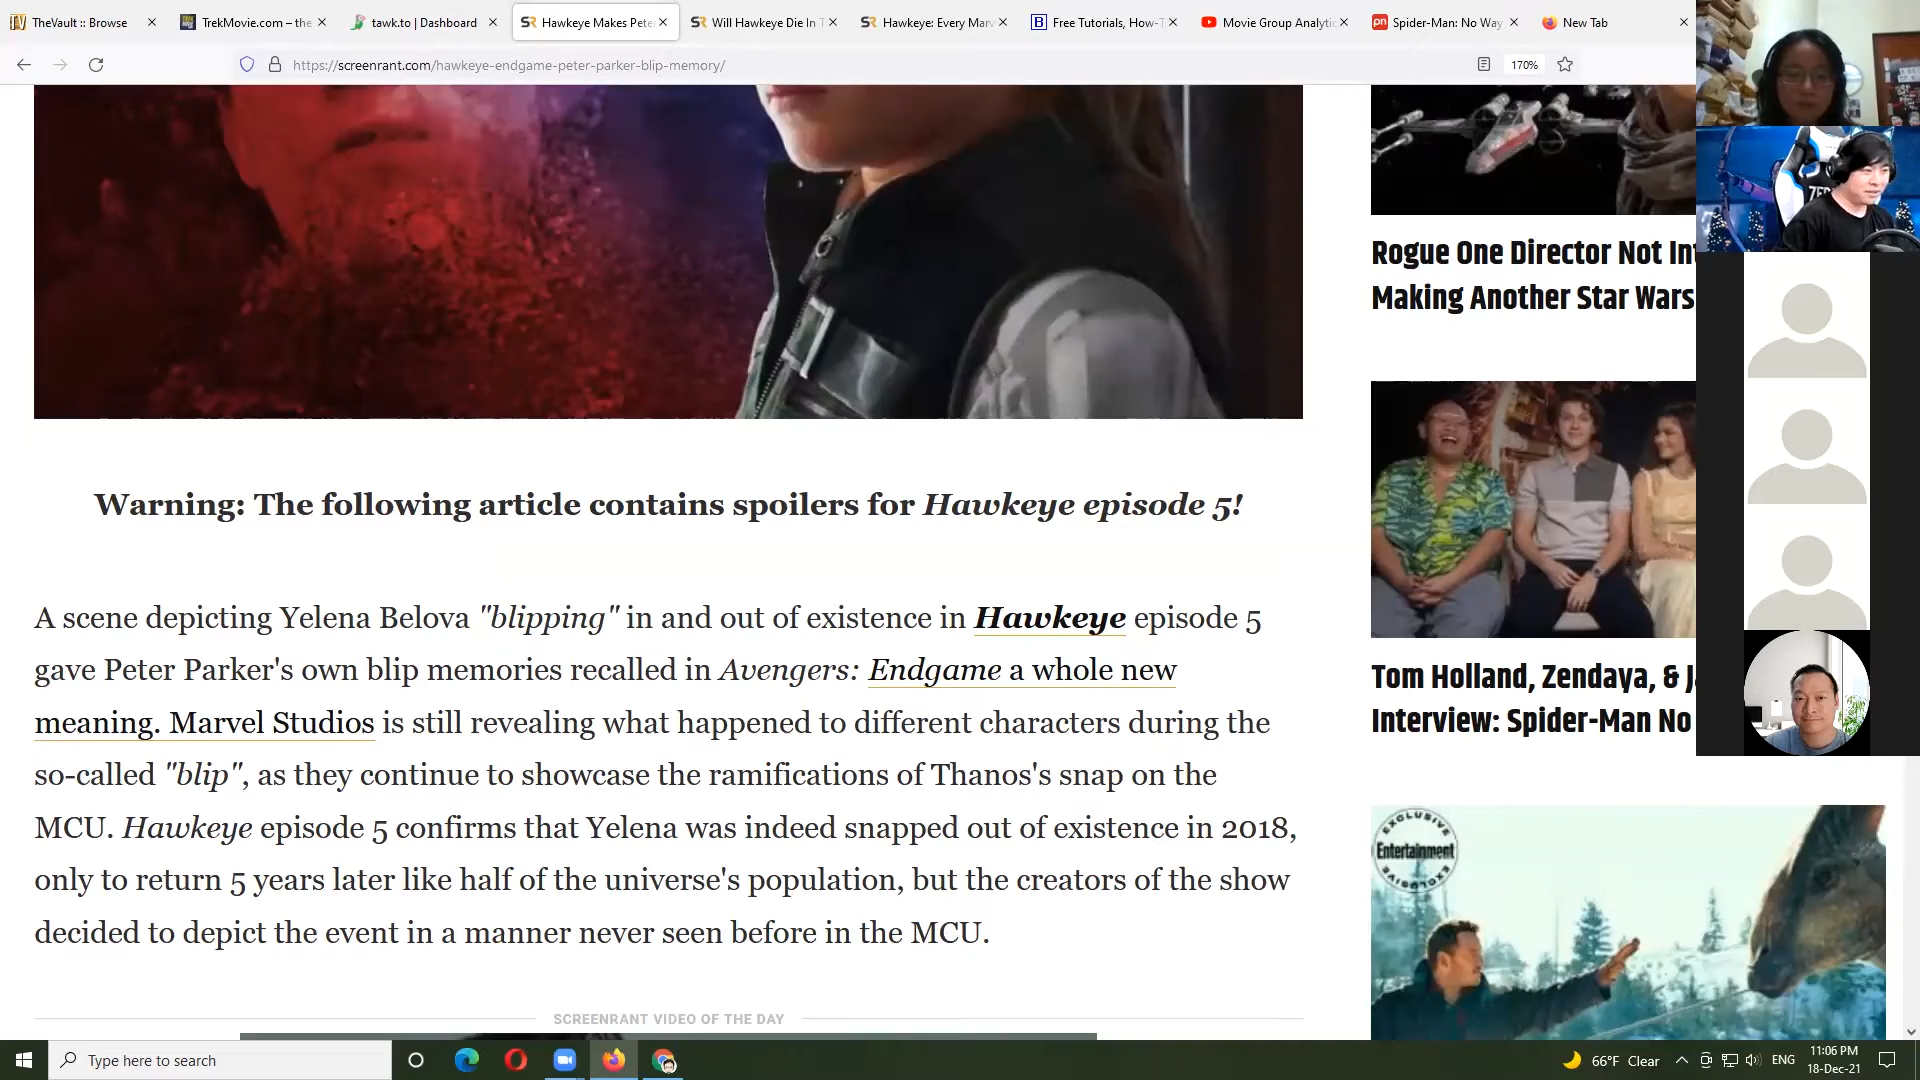 TheVault :: Browse
TrekMovie.com – the
tawk.to | Dashboard
Hawkeye Makes Peter
Will Hawkeye Die In T
Hawkeye: Every Marv
Free Tutorials, How-T
Movie Group Analytic
Spider-Man: No Way
New Tab
https://screenrant.com/hawkeye-endgame-peter-parker-blip-memory/
170%
Rogue One Director Not Int
Making Another Star Wars
Warning: The following article contains spoilers for Hawkeye episode 5!
A scene depicting Yelena Belova "blipping" in and out of existence in Hawkeye episode 5
gave Peter Parker's own blip memories recalled in Avengers: Endgame a whole new
meaning. Marvel Studios is still revealing what happened to different characters during the
so-called "blip", as they continue to showcase the ramifications of Thanos's snap on the
MCU. Hawkeye episode 5 confirms that Yelena was indeed snapped out of existence in 2018,
only to return 5 years later like half of the universe's population, but the creators of the show
decided to depict the event in a manner never seen before in the MCU.
Tom Holland, Zendaya, & J
Interview: Spider-Man No
EXCLUSIVE
Entertainment
EXCLUSIVE
SCREENRANT VIDEO OF THE DAY
Type here to search
66°F Clear
ENG
11:06 PM
18-Dec-21